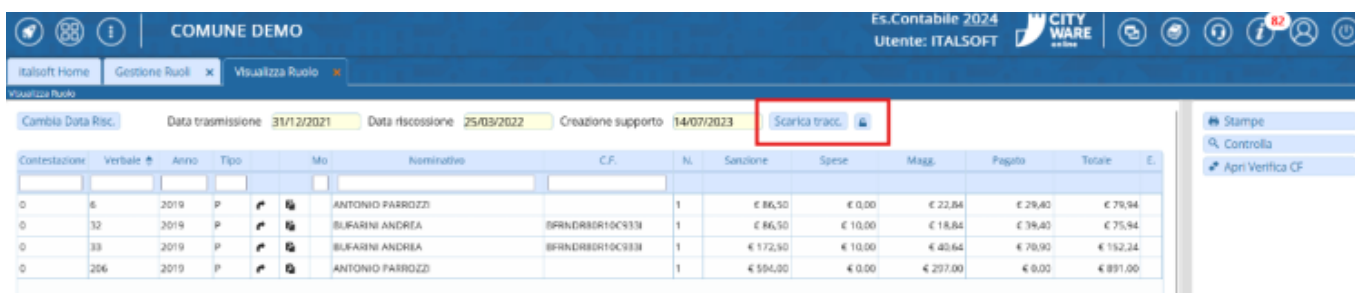 COMUNE DEMO
Es.Contabile 2024
Utente: ITALSOFT
CITY WARE online
82
italsoft Home Gestione Ruoli × Visualizza Ruolo ×
Visualizza Ruolo
Cambia Data Risc. Data trasmissione 31/12/2021 Data riscossione 25/03/2022 Creazione supporto 14/07/2023 Scarica tracc.
Stampe
Controlla
Apri Verifica CF
Contestazione Verbale Anno Tipo Mo Nominativo C.F. N. Sanzione Spese Magg. Pagato Totale E.
0 6 2019 P ANTONIO PARROZZI 1 € 86,50 € 0,00 € 22,84 € 29,40 € 79,94
0 32 2019 P BUFARINI ANDREA BFRNDR80R10C933I 1 € 86,50 € 10,00 € 18,84 € 39,40 € 75,94
0 33 2019 P BUFARINI ANDREA BFRNDR80R10C933I 1 € 172,50 € 10,00 € 40,64 € 70,90 € 152,24
0 206 2019 P ANTONIO PARROZZI 1 € 594,00 € 0,00 € 297,00 € 0,00 € 891,00